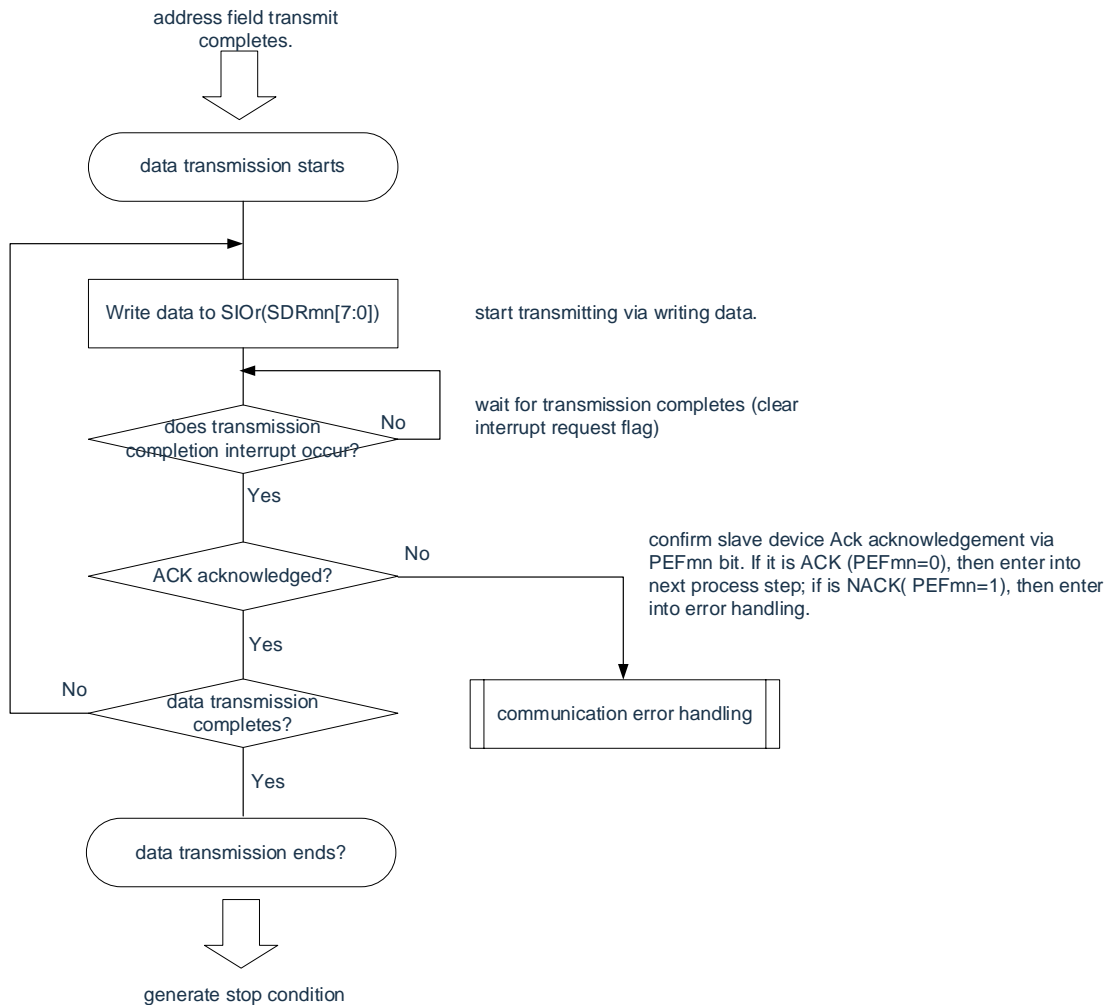 address field transmit
completes.
data transmission starts
Write data to SIOr(SDRmn[7:0])
start transmitting via writing data.
wait for transmission completes (clear
interrupt request flag)
does transmission
completion interrupt occur?
No
Yes
confirm slave device Ack acknowledgement via
PEFmn bit. If it is ACK (PEFmn=0), then enter into
next process step; if is NACK( PEFmn=1), then enter
into error handling.
ACK acknowledged?
No
Yes
No
data transmission
completes?
communication error handling
Yes
data transmission ends?
generate stop condition